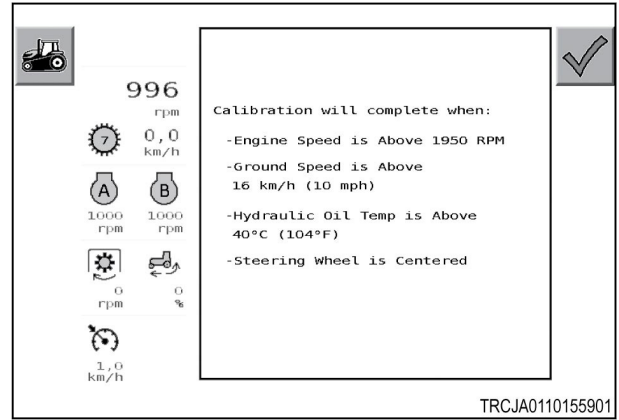 996
rpm
7
0,0
km/h
A
B
1000
1000
rpm
rpm
0
0
rpm
%
1,0
km/h
Calibration will complete when:
-Engine Speed is Above 1950 RPM
-Ground Speed is Above
16 km/h (10 mph)
-Hydraulic Oil Temp is Above
40°C (104°F)
-Steering Wheel is Centered
TRCJA0110155901